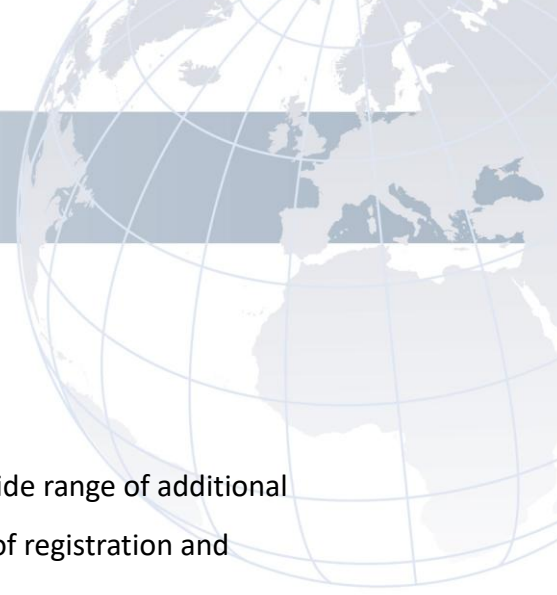 ide range of additional
of registration and